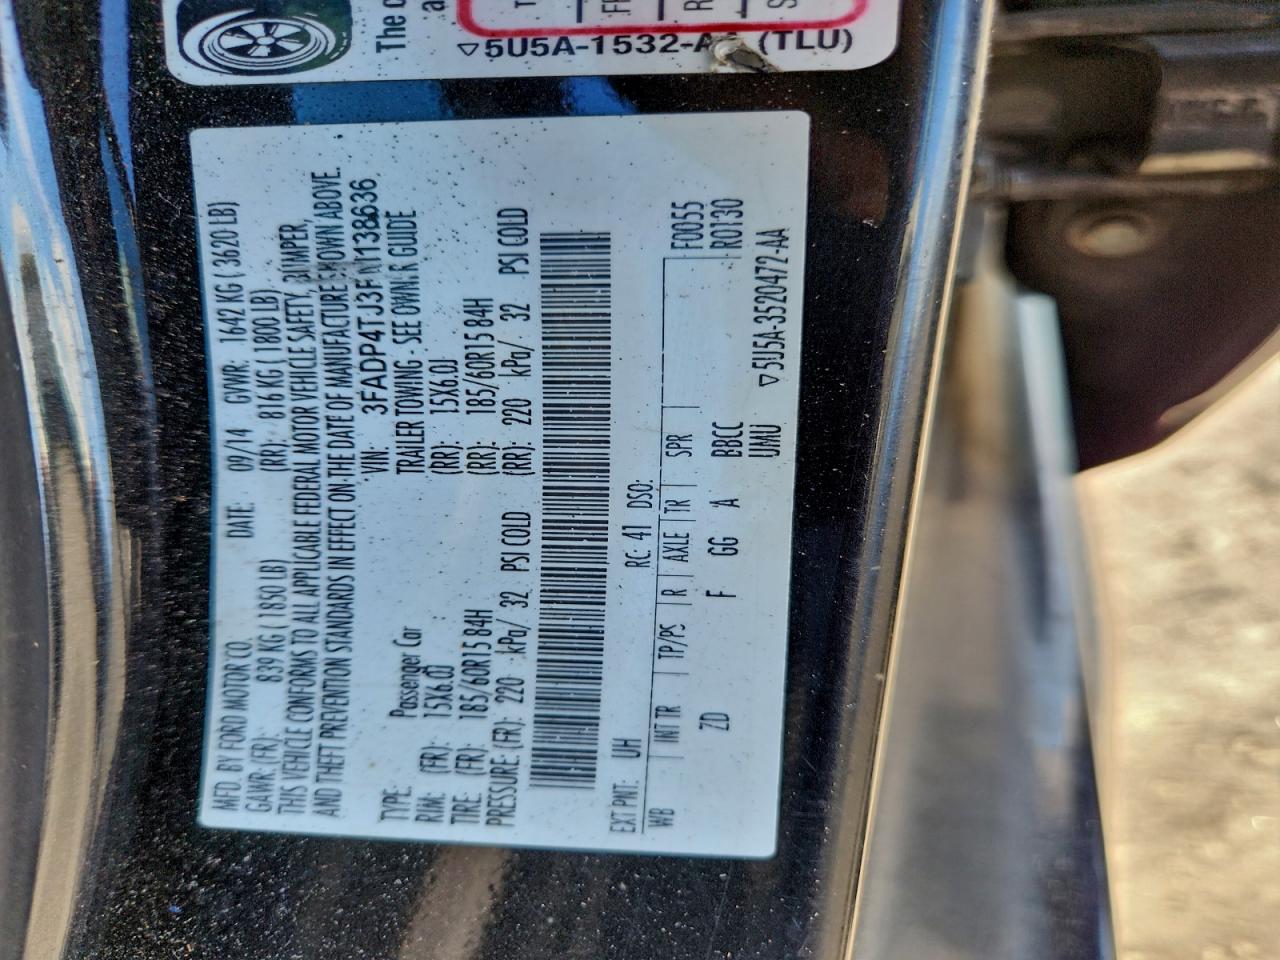 The
5U5A-1532-A (TLU)
MFD. BY FORD MOTOR CO. DATE: 09/14 GVWR: 1642 KG ( 3620 LB)
GAWR: (FR): 839 KG ( 1850 LB) (RR): 816 KG ( 1800 LB)
THIS VEHICLE CONFORMS TO ALL APPLICABLE FEDERAL MOTOR VEHICLE SAFETY, BUMPER,
AND THEFT PREVENTION STANDARDS IN EFFECT ON THE DATE OF MANUFACTURE SHOWN ABOVE.
VIN: 3FADP4TJ3FM138636
TYPE: Passenger Car TRAILER TOWING - SEE OWNER GUIDE
RIM: (FR): 15X6.0J (RR): 15X6.0J
TIRE: (FR): 185/60R15 84H (RR): 185/60R15 84H
PRESSURE: (FR): 220 kPa/ 32 PSI COLD (RR): 220 kPa/ 32 PSI COLD
EXT PNT: UH RC: 41 DSO: F0055
WB INT TR TP/PS R AXLE TR SPR R0130
ZD F GG A BBCC
UMU ▽5U5A-3520472-AA